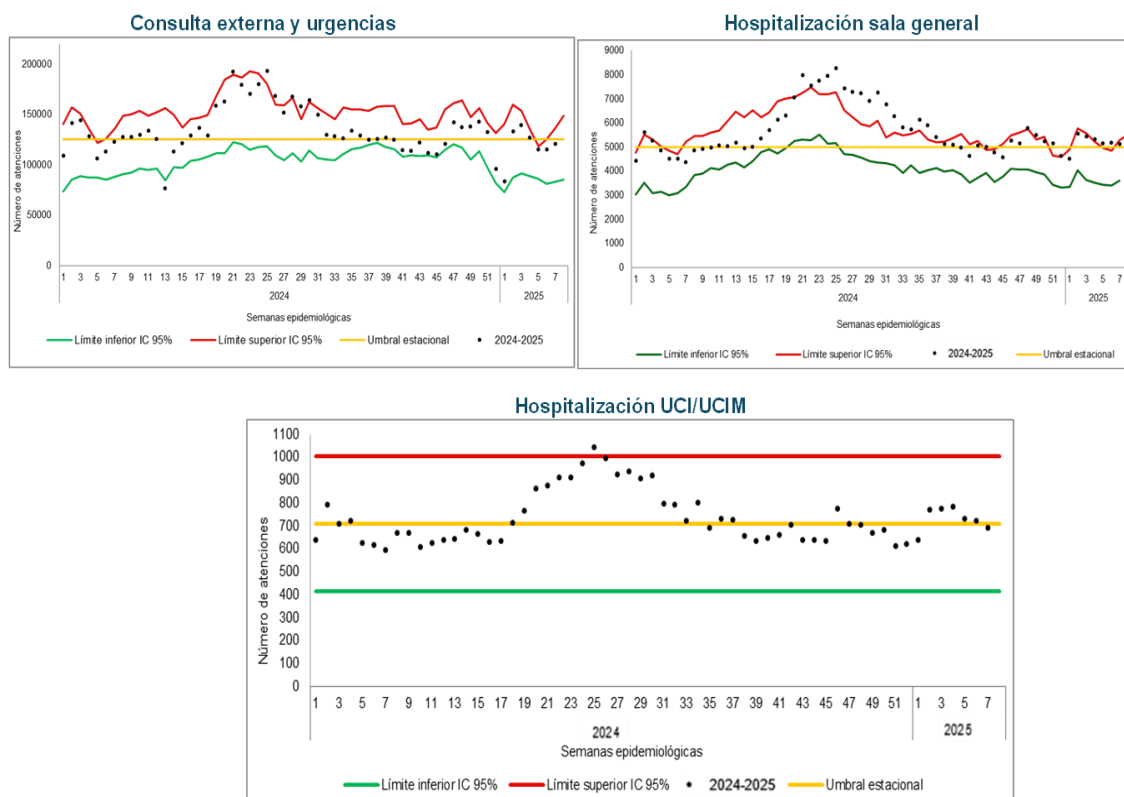 Consulta externa y urgencias
Número de atenciones
200000
150000
100000
50000
0
1 3 5 7 9 11 13 15 17 19 21 23 25 27 29 31 33 35 37 39 41 43 45 47 49 51 1 3 5 7
2024 2025
Semanas epidemiológicas
Límite inferior IC 95% Límite superior IC 95% Umbral estacional 2024-2025
Hospitalización sala general
Número de atenciones
9000
8000
7000
6000
5000
4000
3000
2000
1000
0
1 3 5 7 9 11 13 15 17 19 21 23 25 27 29 31 33 35 37 39 41 43 45 47 49 51 1 3 5 7
2024 2025
Semanas epidemiológicas
Límite inferior IC 95% Límite superior IC 95% 2024-2025 Umbral estacional
Hospitalización UCI/UCIM
Número de atenciones
1100
1000
900
800
700
600
500
400
300
200
100
0
1 3 5 7 9 11 13 15 17 19 21 23 25 27 29 31 33 35 37 39 41 43 45 47 49 51 1 3 5 7
2024 2025
Semanas epidemiológicas
Límite inferior IC 95% Límite superior IC 95% 2024-2025 Umbral estacional